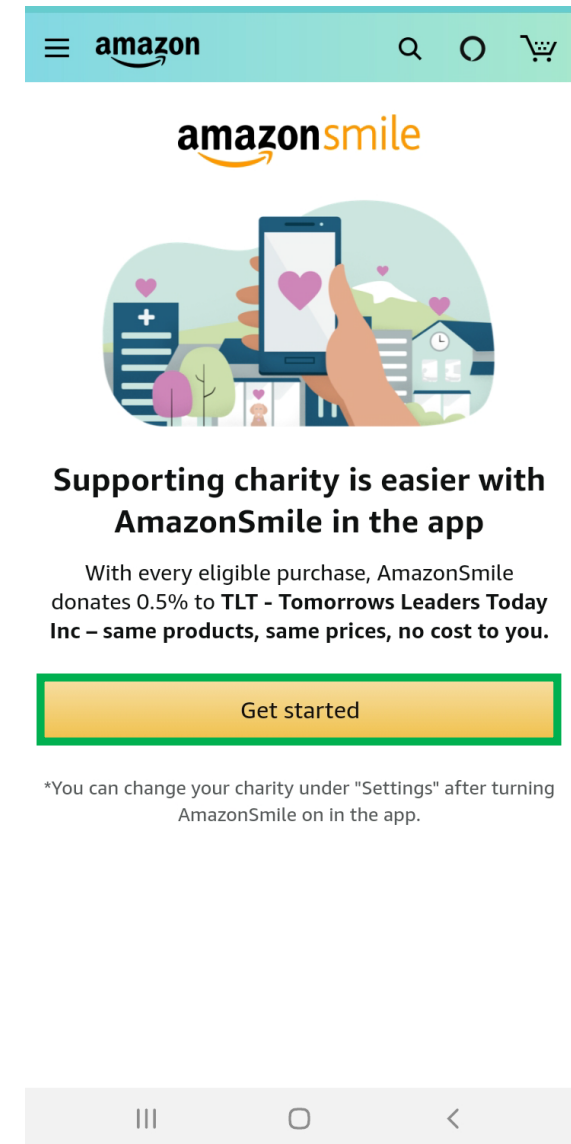 amazon
amazonsmile
Supporting charity is easier with
AmazonSmile in the app
With every eligible purchase, AmazonSmile
donates 0.5% to TLT - Tomorrows Leaders Today
Inc – same products, same prices, no cost to you.
Get started
*You can change your charity under "Settings" after turning
AmazonSmile on in the app.